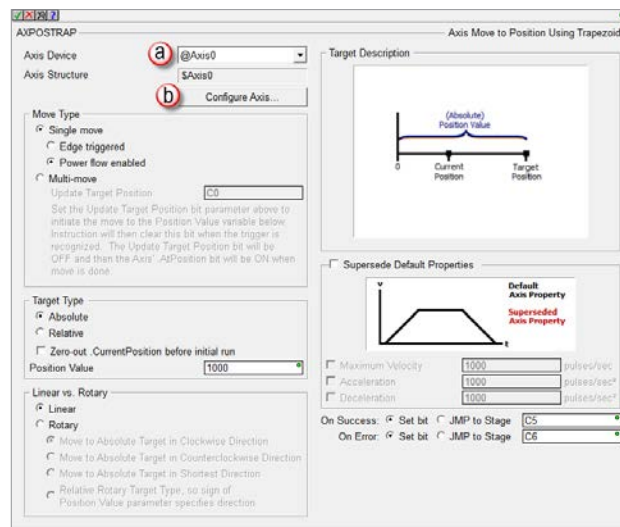 AXPOSTRAP
Axis Move to Position Using Trapezoid
Axis Device
a
@Axis0
Axis Structure
$Axis0
b
Configure Axis...
Move Type
Single move
Edge triggered
Power flow enabled
Multi-move
Update Target Position
C0
Set the Update Target Position bit parameter above to
initiate the move to the Position Value variable below.
Instruction will then clear this bit when the trigger is
recognized. The Update Target Position bit will be
OFF and then the Axis' .AtPosition bit will be ON when
move is done.
Target Type
Absolute
Relative
Zero-out .CurrentPosition before initial run
Position Value
1000
Linear vs. Rotary
Linear
Rotary
Move to Absolute Target in Clockwise Direction
Move to Absolute Target in Counterclockwise Direction
Move to Absolute Target in Shortest Direction
Relative Rotary Target Type, so sign of
Position Value parameter specifies direction
Target Description
(Absolute)
Position Value
0
Current
Position
Target
Position
Supersede Default Properties
v
Default
Axis Property
Superseded
Axis Property
t
Maximum Velocity
1000
pulses/sec
Acceleration
1000
pulses/sec²
Deceleration
1000
pulses/sec²
On Success:
Set bit
JMP to Stage
C5
On Error:
Set bit
JMP to Stage
C6